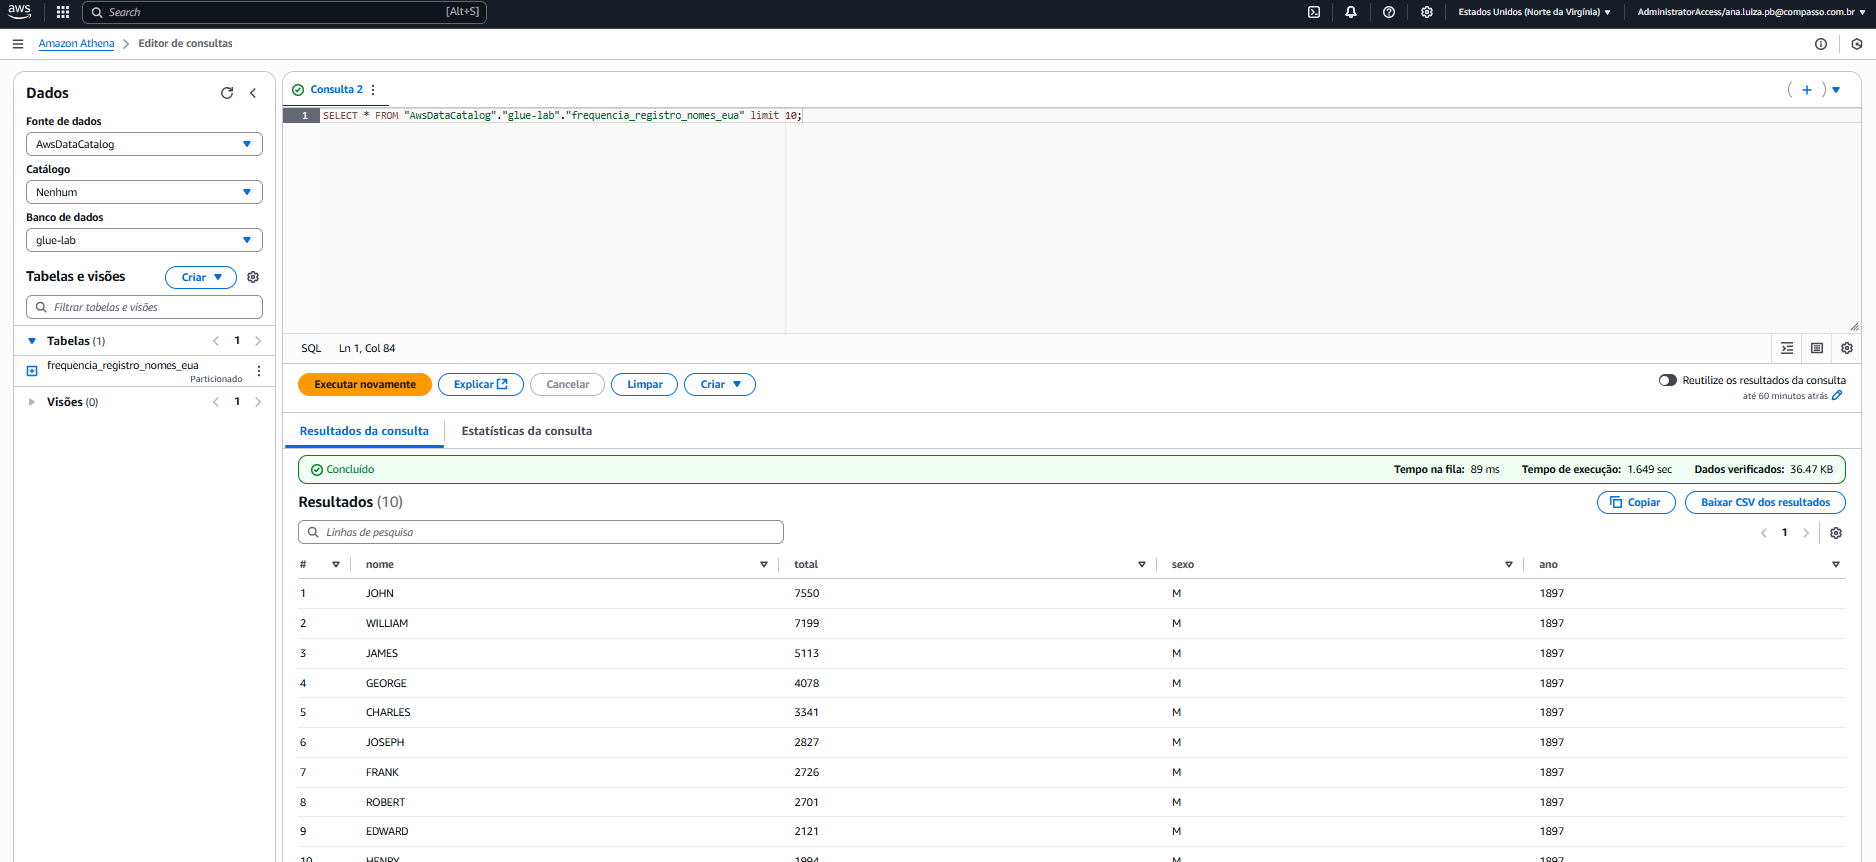 aws Search [Alt+S] Estados Unidos (Norte da Virgínia) AdministratorAccess/ana.luiza.pb@compasso.com.br
Amazon Athena Editor de consultas
Dados
Fonte de dados
AwsDataCatalog
Catálogo
Nenhum
Banco de dados
glue-lab
Tabelas e visões Criar
Filtrar tabelas e visões
Tabelas (1) 1
frequencia_registro_nomes_eua
Particionado
Visões (0) 1
Consulta 2
1 SELECT * FROM "AwsDataCatalog"."glue-lab"."frequencia_registro_nomes_eua" limit 10;
SQL Ln 1, Col 84
Executar novamente Explicar Cancelar Limpar Criar Reutilize os resultados da consulta
até 60 minutos atrás
Resultados da consulta Estatísticas da consulta
Concluído Tempo na fila: 89 ms Tempo de execução: 1.649 sec Dados verificados: 36.47 KB
Resultados (10) Copiar Baixar CSV dos resultados
Linhas de pesquisa 1
# nome total sexo ano
1 JOHN 7550 M 1897
2 WILLIAM 7199 M 1897
3 JAMES 5113 M 1897
4 GEORGE 4078 M 1897
5 CHARLES 3341 M 1897
6 JOSEPH 2827 M 1897
7 FRANK 2726 M 1897
8 ROBERT 2701 M 1897
9 EDWARD 2121 M 1897
10 HENRY 1994 M 1897